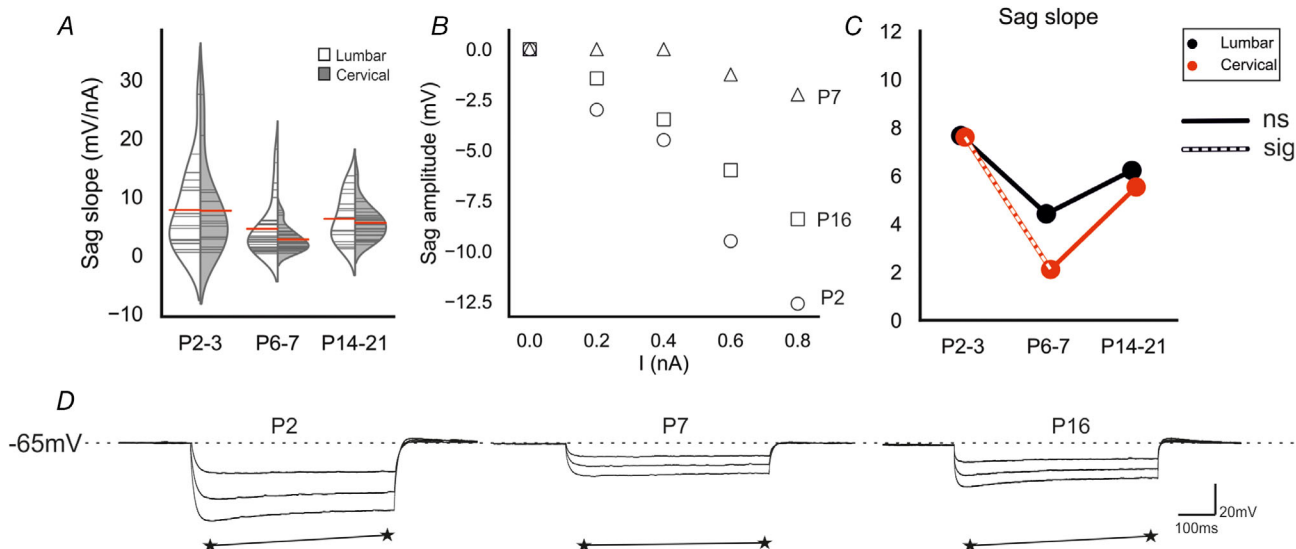 A
Sag slope (mV/nA)
30
20
10
0
−10
Lumbar
Cervical
P2-3
P6-7
P14-21
B
Sag amplitude (mV)
0.0
−2.5
−5.0
−7.5
−10.0
−12.5
P7
P16
P2
0.0
0.2
0.4
0.6
0.8
I (nA)
Sag slope
C
12
10
8
6
4
2
0
P2-3
P6-7
P14-21
Lumbar
Cervical
ns
sig
D
-65mV
P2
P7
P16
20mV
100ms